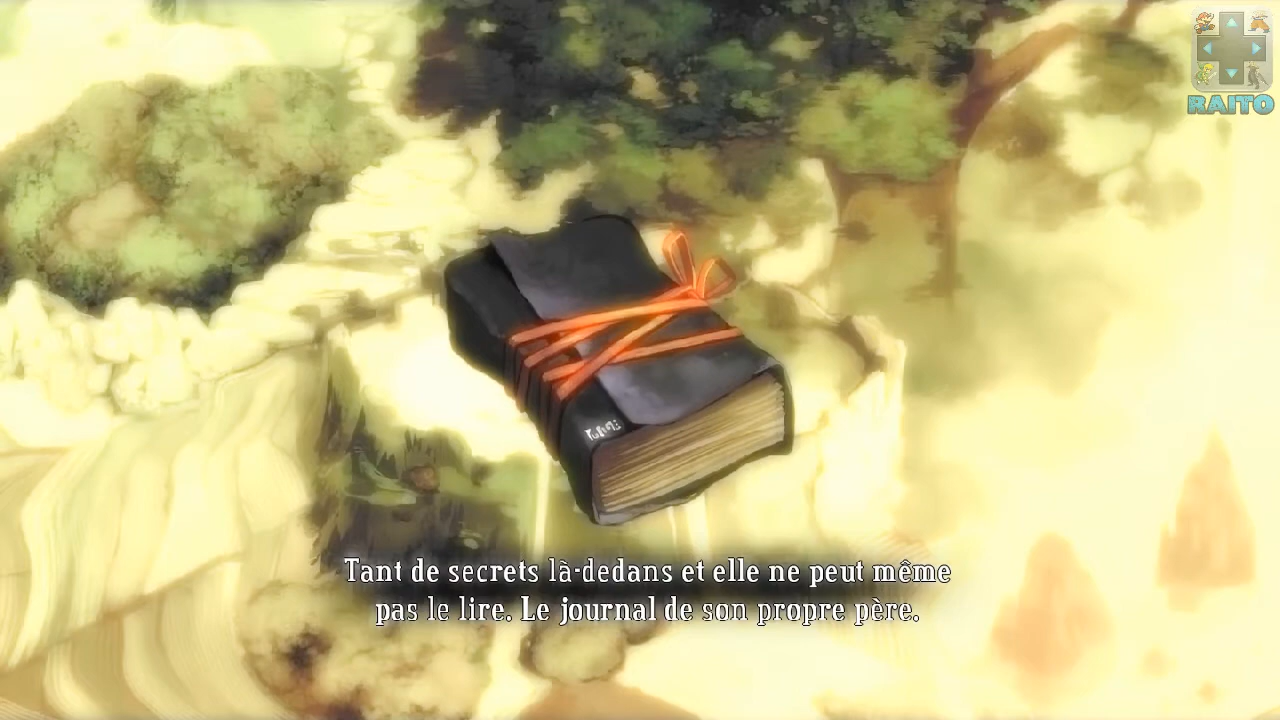 RAITO
Tant de secrets là-dedans et elle ne peut même
pas le lire. Le journal de son propre père.